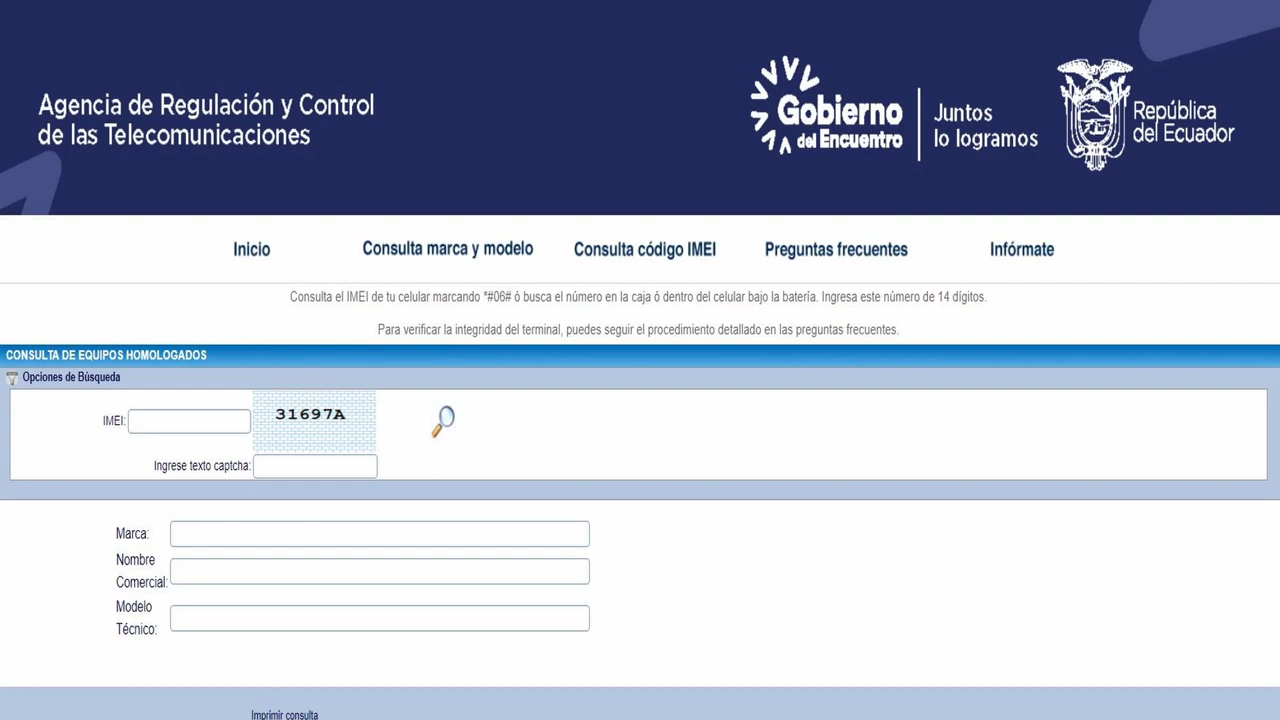 Agencia de Regulación y Control
de las Telecomunicaciones
Gobierno
del Encuentro
Juntos
lo logramos
República
del Ecuador
Inicio
Consulta marca y modelo
Consulta código IMEI
Preguntas frecuentes
Infórmate
Consulta el IMEI de tu celular marcando *#06# ó busca el número en la caja ó dentro del celular bajo la batería. Ingresa este número de 14 dígitos.
Para verificar la integridad del terminal, puedes seguir el procedimiento detallado en las preguntas frecuentes.
CONSULTA DE EQUIPOS HOMOLOGADOS
Opciones de Búsqueda
IMEI:
31697A
Ingrese texto captcha:
Marca:
Nombre
Comercial:
Modelo
Técnico:
Imprimir consulta